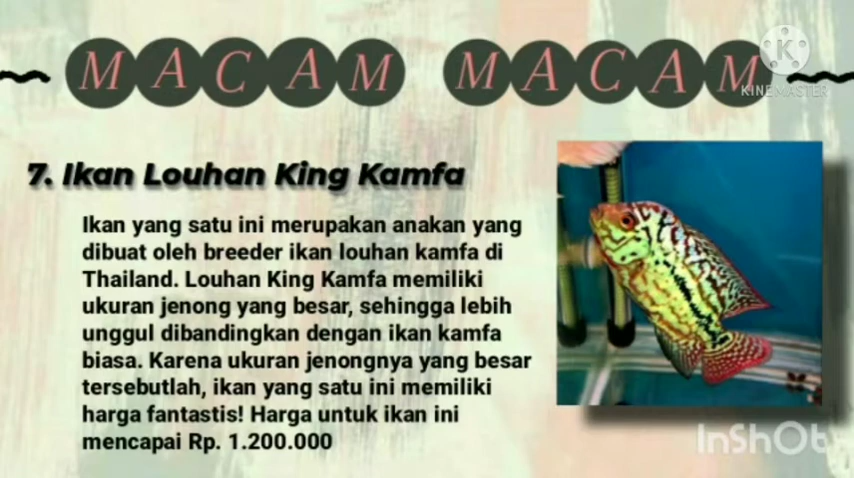 MACAM MACAM
KINEMASTER
7. Ikan Louhan King Kamfa
Ikan yang satu ini merupakan anakan yang
dibuat oleh breeder ikan louhan kamfa di
Thailand. Louhan King Kamfa memiliki
ukuran jenong yang besar, sehingga lebih
unggul dibandingkan dengan ikan kamfa
biasa. Karena ukuran jenongnya yang besar
tersebutlah, ikan yang satu ini memiliki
harga fantastis! Harga untuk ikan ini
mencapai Rp. 1.200.000
InShOt